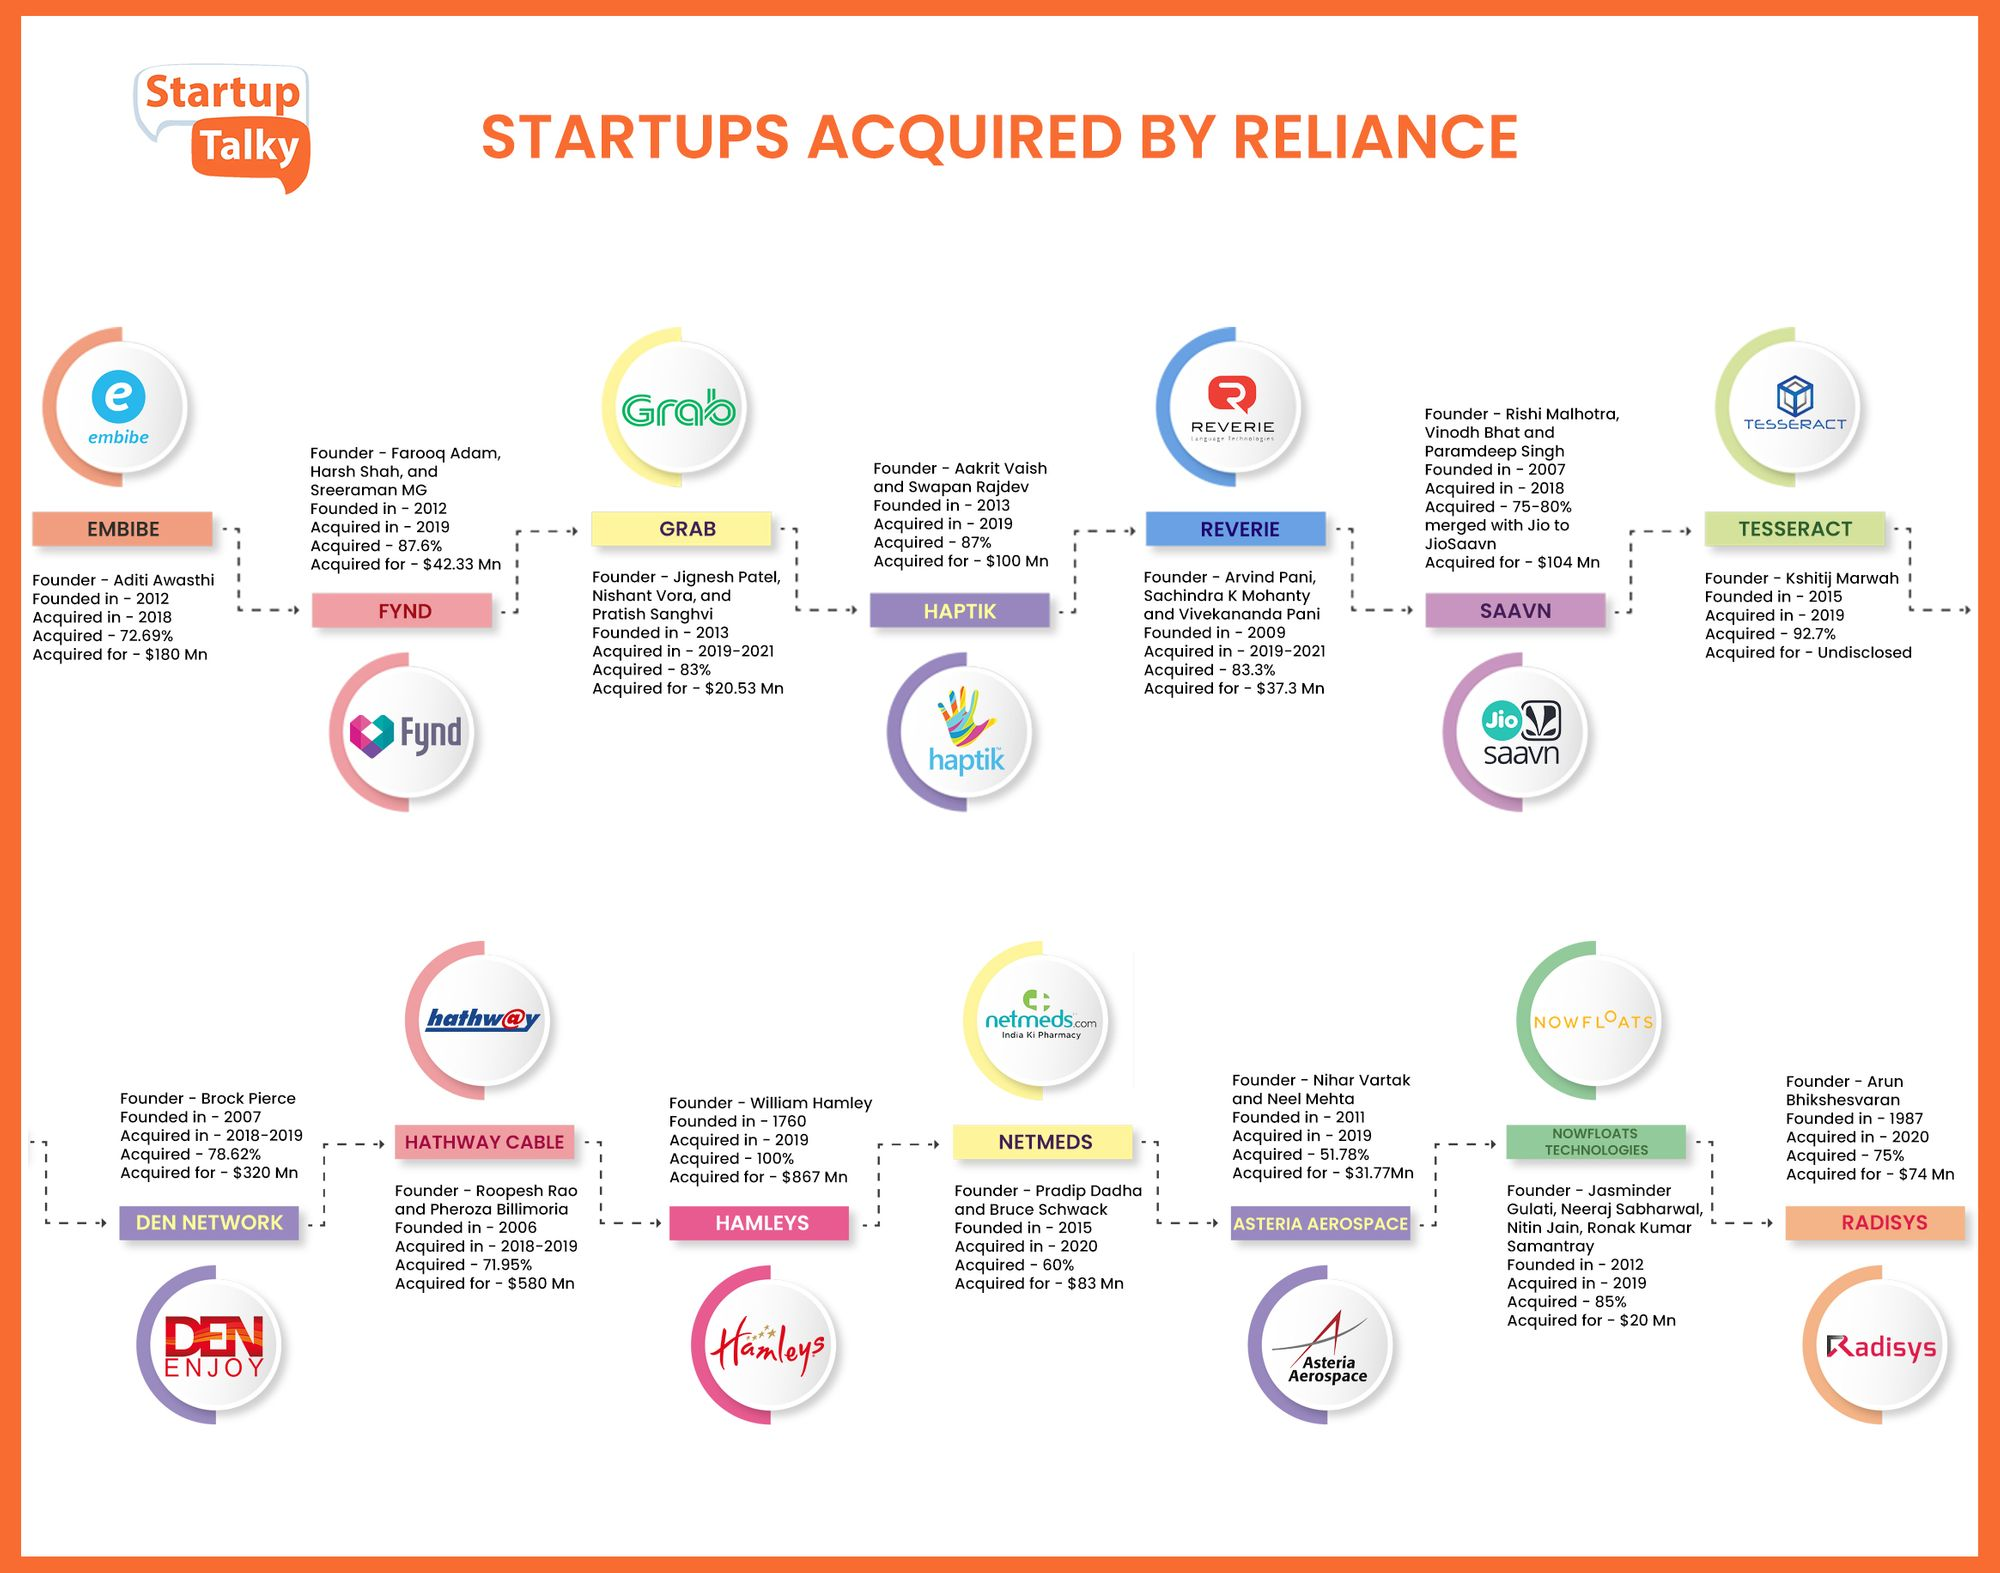 Startup
Talky
STARTUPS ACQUIRED BY RELIANCE
e
embibe
EMBIBE
Founder - Aditi Awasthi
Founded in - 2012
Acquired in - 2018
Acquired - 72.69%
Acquired for - $180 Mn
Founder - Farooq Adam,
Harsh Shah, and
Sreeraman MG
Founded in - 2012
Acquired in - 2019
Acquired - 87.6%
Acquired for - $42.33 Mn
FYND
Fynd
Grab
GRAB
Founder - Jignesh Patel,
Nishant Vora, and
Pratish Sanghvi
Founded in - 2013
Acquired in - 2019-2021
Acquired - 83%
Acquired for - $20.53 Mn
Founder - Aakrit Vaish
and Swapan Rajdev
Founded in - 2013
Acquired in - 2019
Acquired - 87%
Acquired for - $100 Mn
HAPTIK
haptik™
R
REVERIE
Language Technologies
REVERIE
Founder - Arvind Pani,
Sachindra K Mohanty
and Vivekananda Pani
Founded in - 2009
Acquired in - 2019-2021
Acquired - 83.3%
Acquired for - $37.3 Mn
Founder - Rishi Malhotra,
Vinodh Bhat and
Paramdeep Singh
Founded in - 2007
Acquired in - 2018
Acquired - 75-80%
merged with Jio to
JioSaavn
Acquired for - $104 Mn
SAAVN
Jio
saavn
TESSERACT
TESSERACT
Founder - Kshitij Marwah
Founded in - 2015
Acquired in - 2019
Acquired - 92.7%
Acquired for - Undisclosed
Founder - Brock Pierce
Founded in - 2007
Acquired in - 2018-2019
Acquired - 78.62%
Acquired for - $320 Mn
DEN NETWORK
DEN
ENJOY
hathw@y
HATHWAY CABLE
Founder - Roopesh Rao
and Pheroza Billimoria
Founded in - 2006
Acquired in - 2018-2019
Acquired - 71.95%
Acquired for - $580 Mn
Founder - William Hamley
Founded in - 1760
Acquired in - 2019
Acquired - 100%
Acquired for - $867 Mn
HAMLEYS
Hamleys
netmeds.com
India Ki Pharmacy
NETMEDS
Founder - Pradip Dadha
and Bruce Schwack
Founded in - 2015
Acquired in - 2020
Acquired - 60%
Acquired for - $83 Mn
Founder - Nihar Vartak
and Neel Mehta
Founded in - 2011
Acquired in - 2019
Acquired - 51.78%
Acquired for - $31.77Mn
ASTERIA AEROSPACE
Asteria
Aerospace
NOWFLOATS
NOWFLOATS
TECHNOLOGIES
Founder - Jasminder
Gulati, Neeraj Sabharwal,
Nitin Jain, Ronak Kumar
Samantray
Founded in - 2012
Acquired in - 2019
Acquired - 85%
Acquired for - $20 Mn
Founder - Arun
Bhikshesvaran
Founded in - 1987
Acquired in - 2020
Acquired - 75%
Acquired for - $74 Mn
RADISYS
Radisys